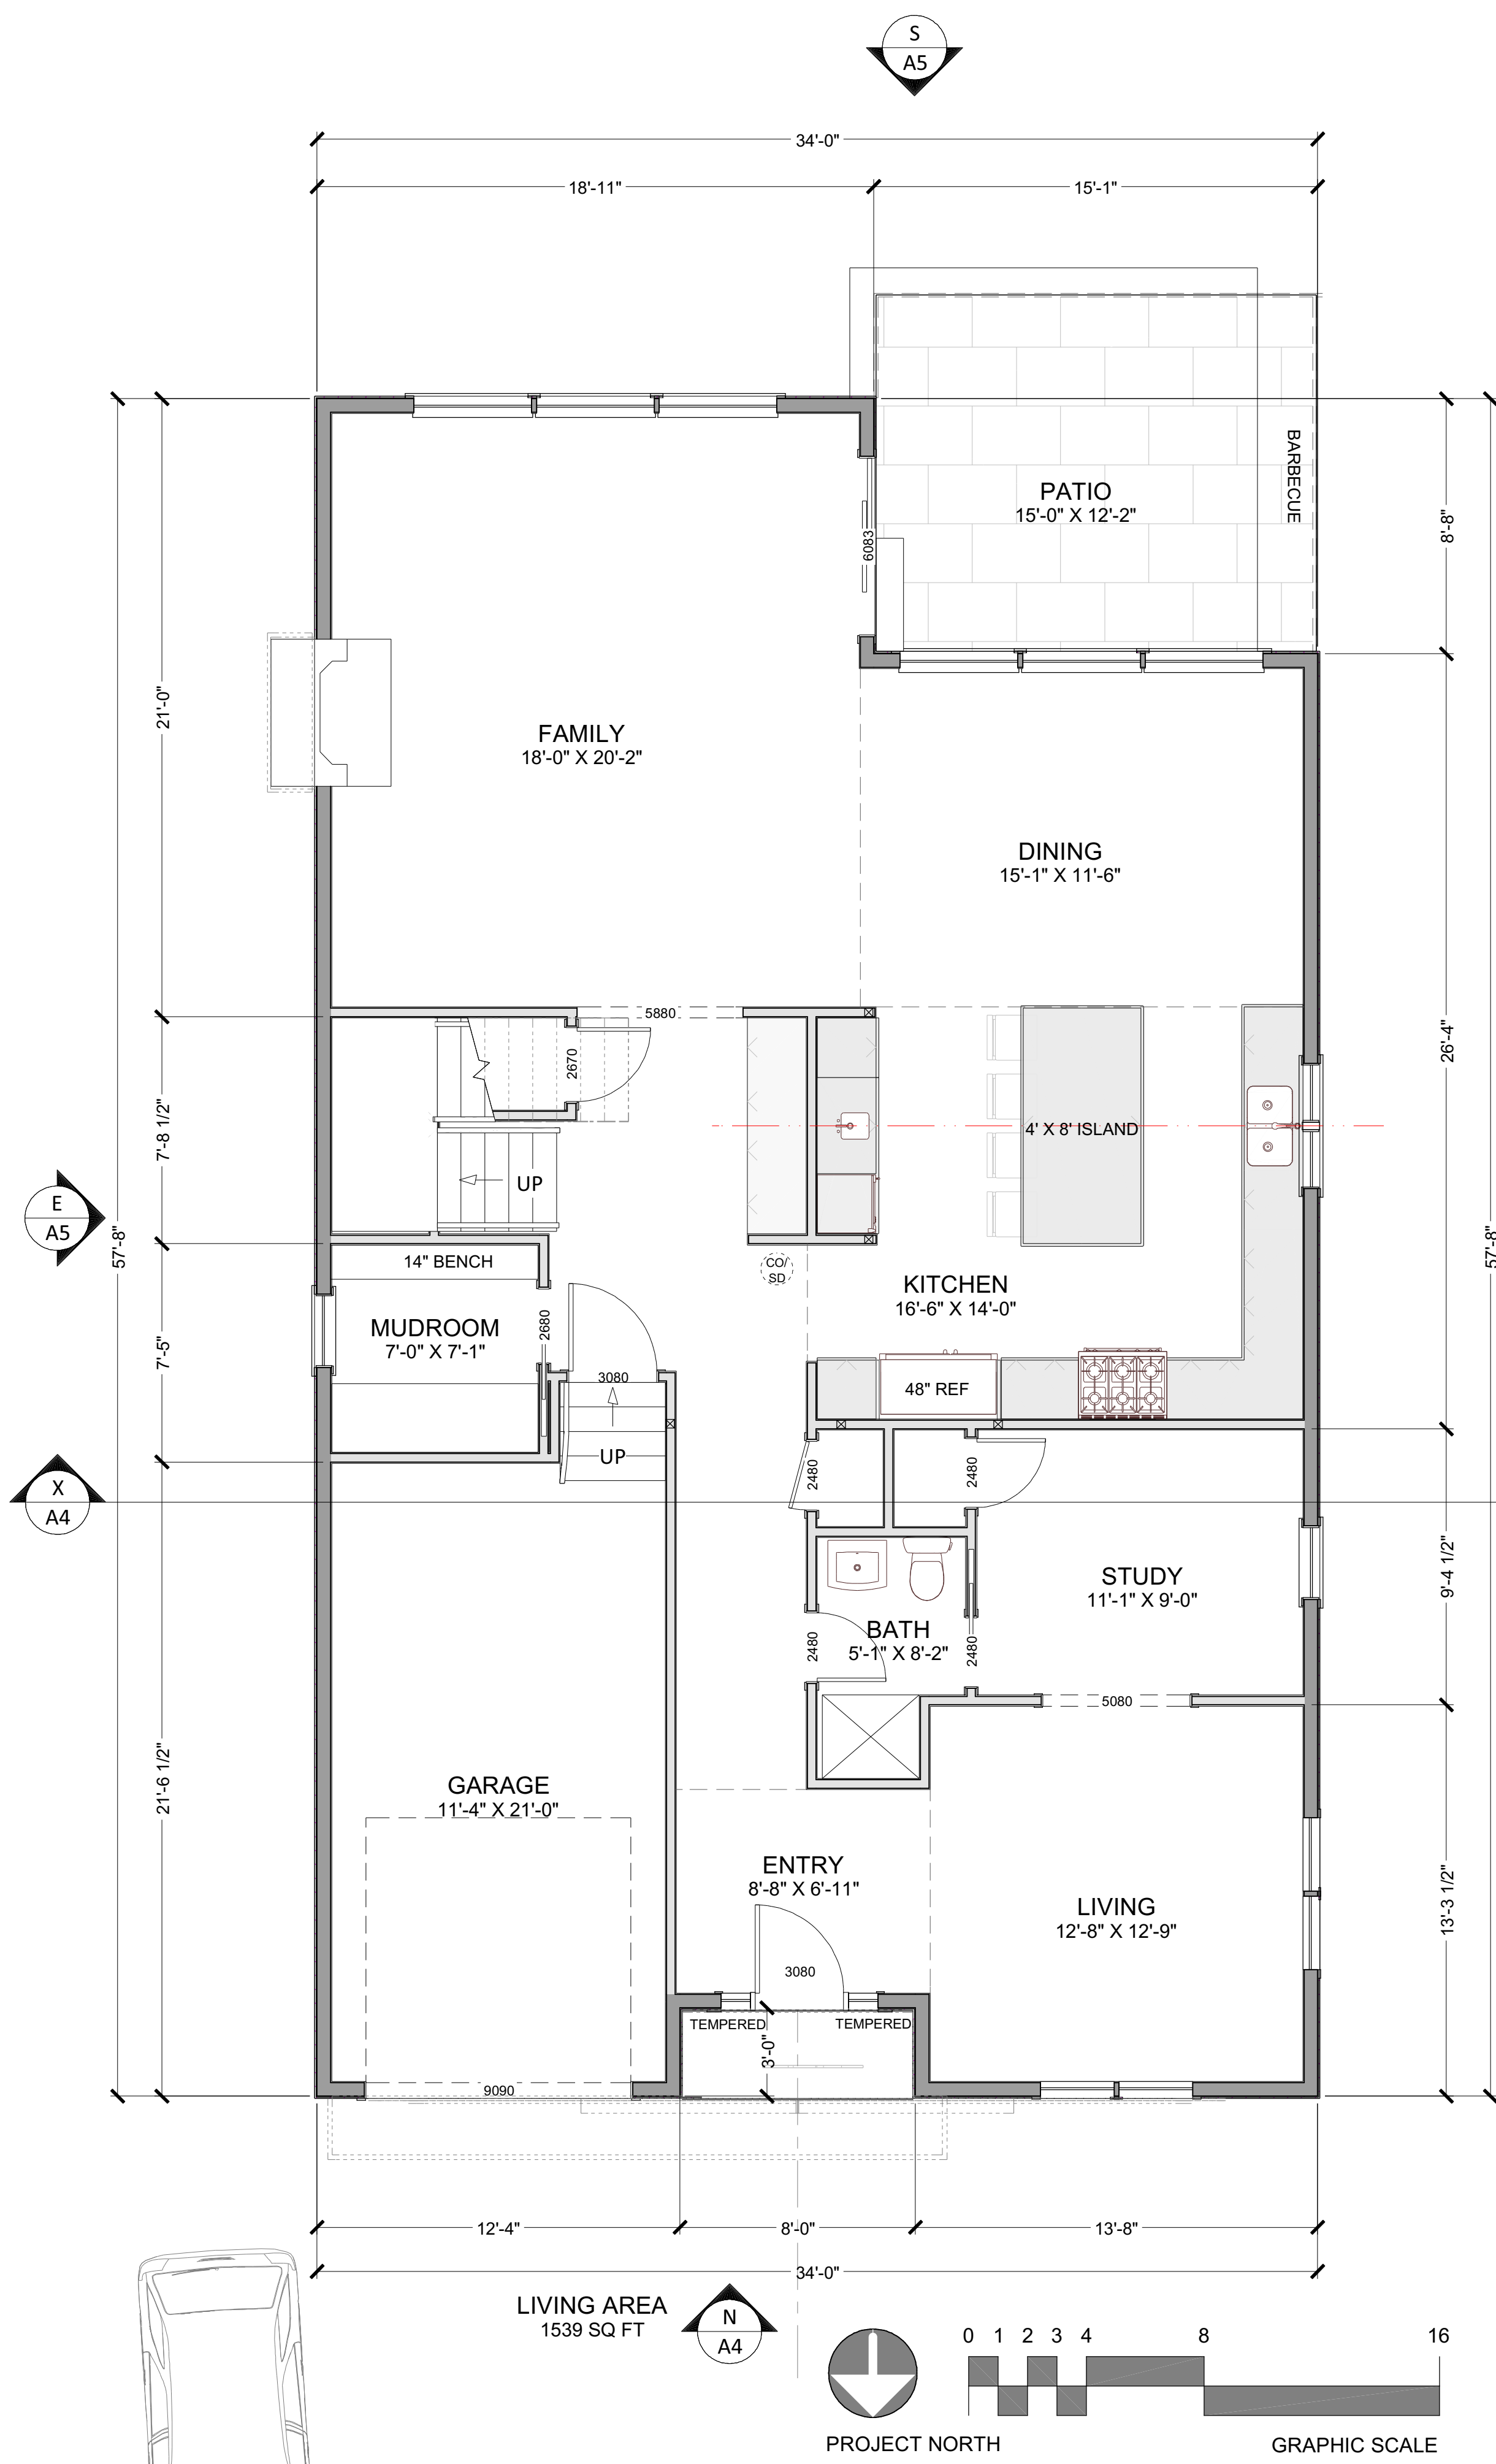 S
A5
34'-0"
18'-11"
15'-1"
BARBECUE
PATIO
15'-0" X 12'-2"
8'-8"
6083
21'-0"
FAMILY
18'-0" X 20'-2"
DINING
15'-1" X 11'-6"
5880
2670
26'-4"
7'-8 1/2"
4' X 8' ISLAND
UP
E
A5
57'-8"
57'-8"
14" BENCH
CO/
SD
KITCHEN
16'-6" X 14'-0"
MUDROOM
7'-0" X 7'-1"
2680
7'-5"
3080
48" REF
UP
2480
2480
X
A4
STUDY
11'-1" X 9'-0"
9'-4 1/2"
BATH
5'-1" X 8'-2"
2480
2480
5080
21'-6 1/2"
GARAGE
11'-4" X 21'-0"
ENTRY
8'-8" X 6'-11"
LIVING
12'-8" X 12'-9"
13'-3 1/2"
3080
TEMPERED
TEMPERED
3'-0"
9090
12'-4"
8'-0"
13'-8"
34'-0"
LIVING AREA
1539 SQ FT
N
A4
0 1 2 3 4 8 16
PROJECT NORTH
GRAPHIC SCALE